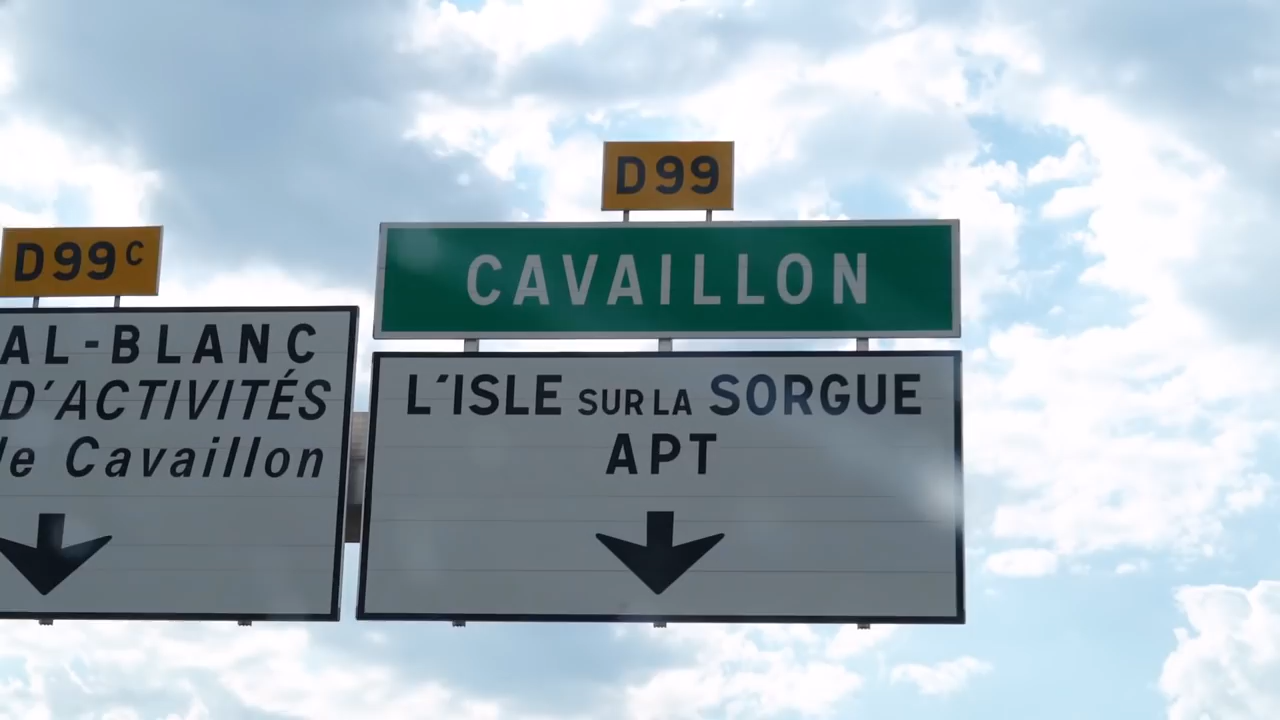 D99C
AL-BLANC
D'ACTIVITÉS
le Cavaillon
D99
CAVAILLON
L'ISLE SUR LA SORGUE
APT